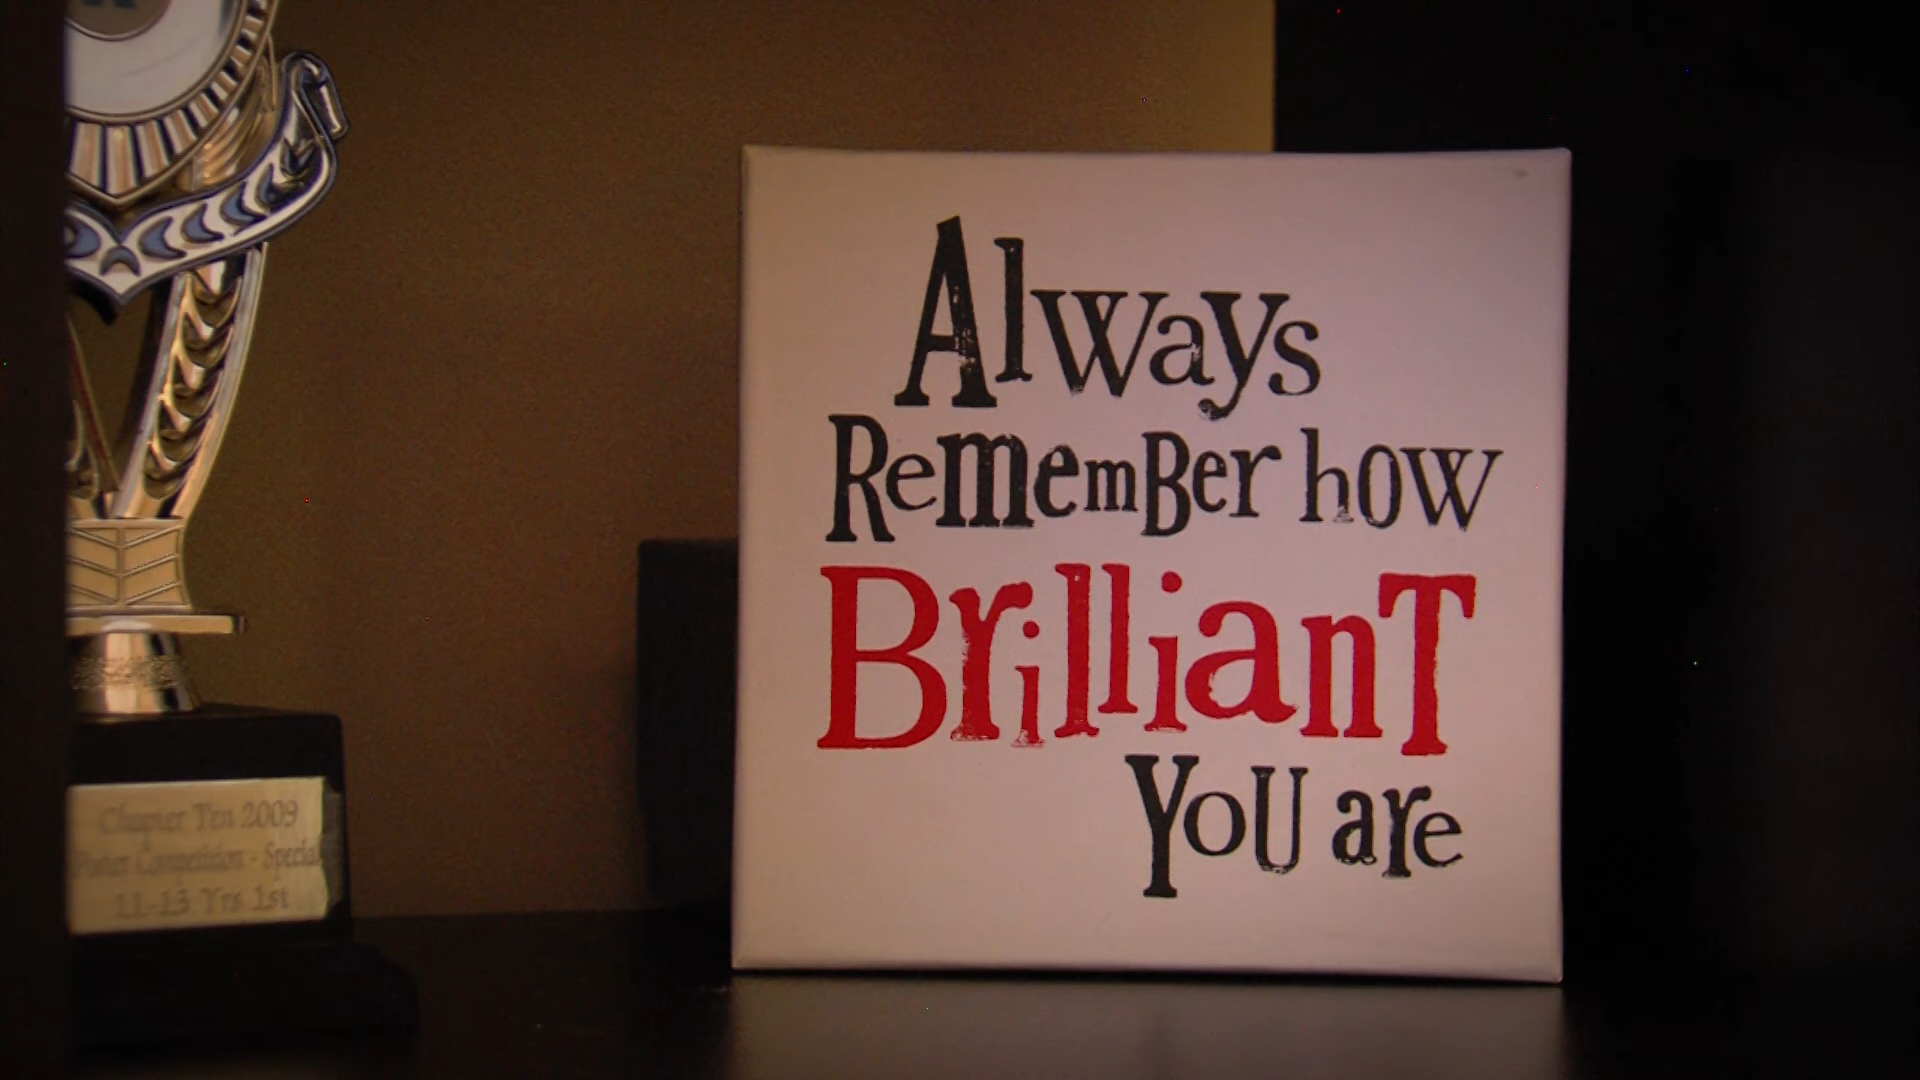 Always
RememBer how
BrillianT
YoU are
Chapter Ten 2009
Poster Competition - Special
11-13 Yrs 1st